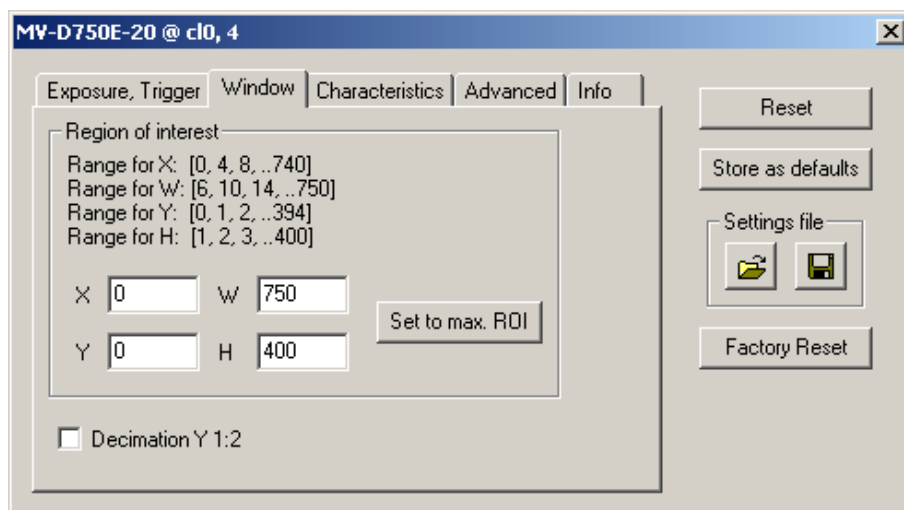 MV-D750E-20 @ cl0, 4
Exposure, Trigger Window Characteristics Advanced Info
Region of interest
Range for X: [0, 4, 8, ..740]
Range for W: [6, 10, 14, ..750]
Range for Y: [0, 1, 2, ..394]
Range for H: [1, 2, 3, ..400]
X 0 W 750
Y 0 H 400
Set to max. ROI
Decimation Y 1:2
Reset
Store as defaults
Settings file
Factory Reset